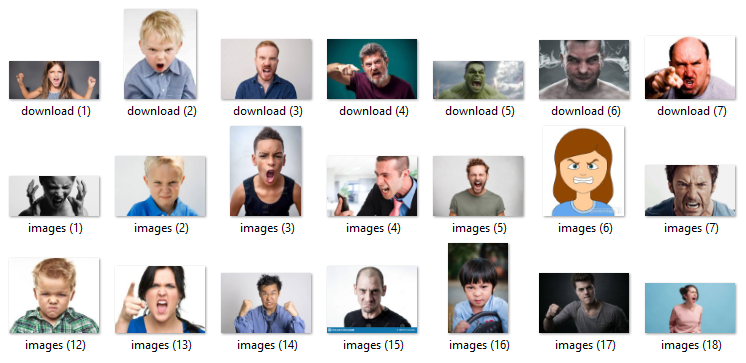 download (1)
download (2)
download (3)
download (4)
download (5)
download (6)
download (7)
images (1)
images (2)
images (3)
images (4)
images (5)
images (6)
images (7)
images (12)
images (13)
images (14)
images (15)
images (16)
images (17)
images (18)